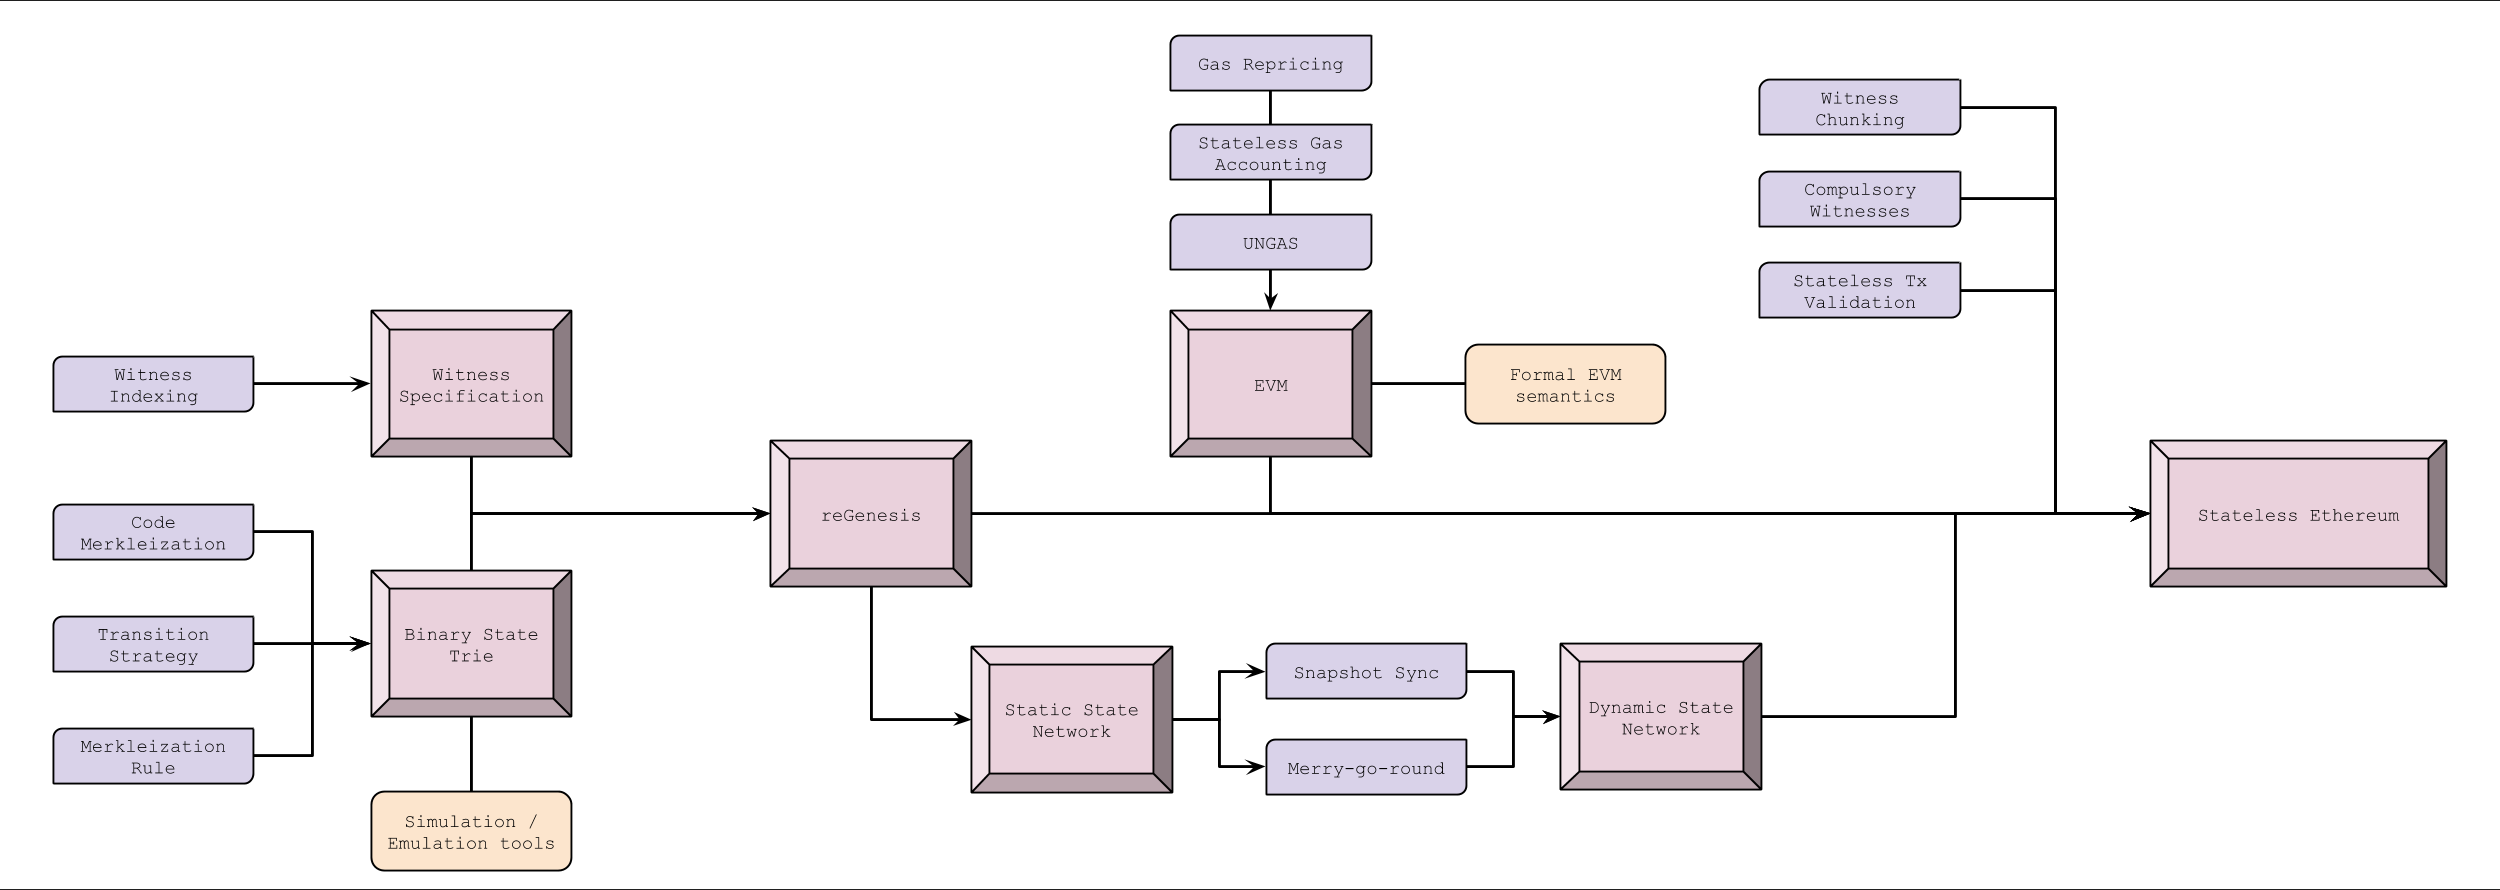 Gas Repricing
Stateless Gas
Accounting
UNGAS
Witness
Chunking
Compulsory
Witnesses
Stateless Tx
Validation
Witness
Indexing
Witness
Specification
EVM
Formal EVM
semantics
Code
Merkleization
reGenesis
Stateless Ethereum
Transition
Strategy
Binary State
Trie
Merkleization
Rule
Simulation /
Emulation tools
Static State
Network
Snapshot Sync
Merry-go-round
Dynamic State
Network